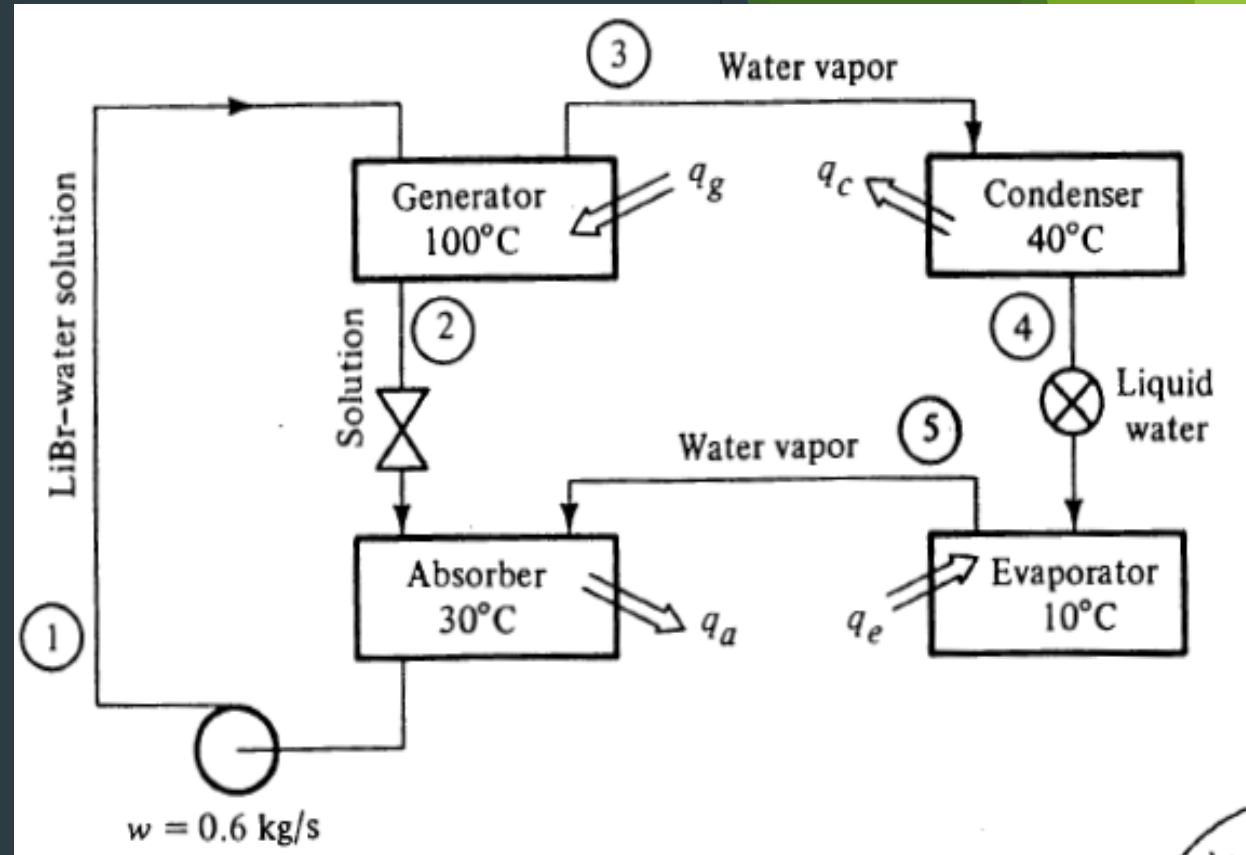 3
Water vapor
LiBr–water solution
Generator
100°C
q_g
q_c
Condenser
40°C
Solution
2
4
Liquid
water
Water vapor
5
Absorber
30°C
q_a
q_e
Evaporator
10°C
1
w = 0.6 kg/s